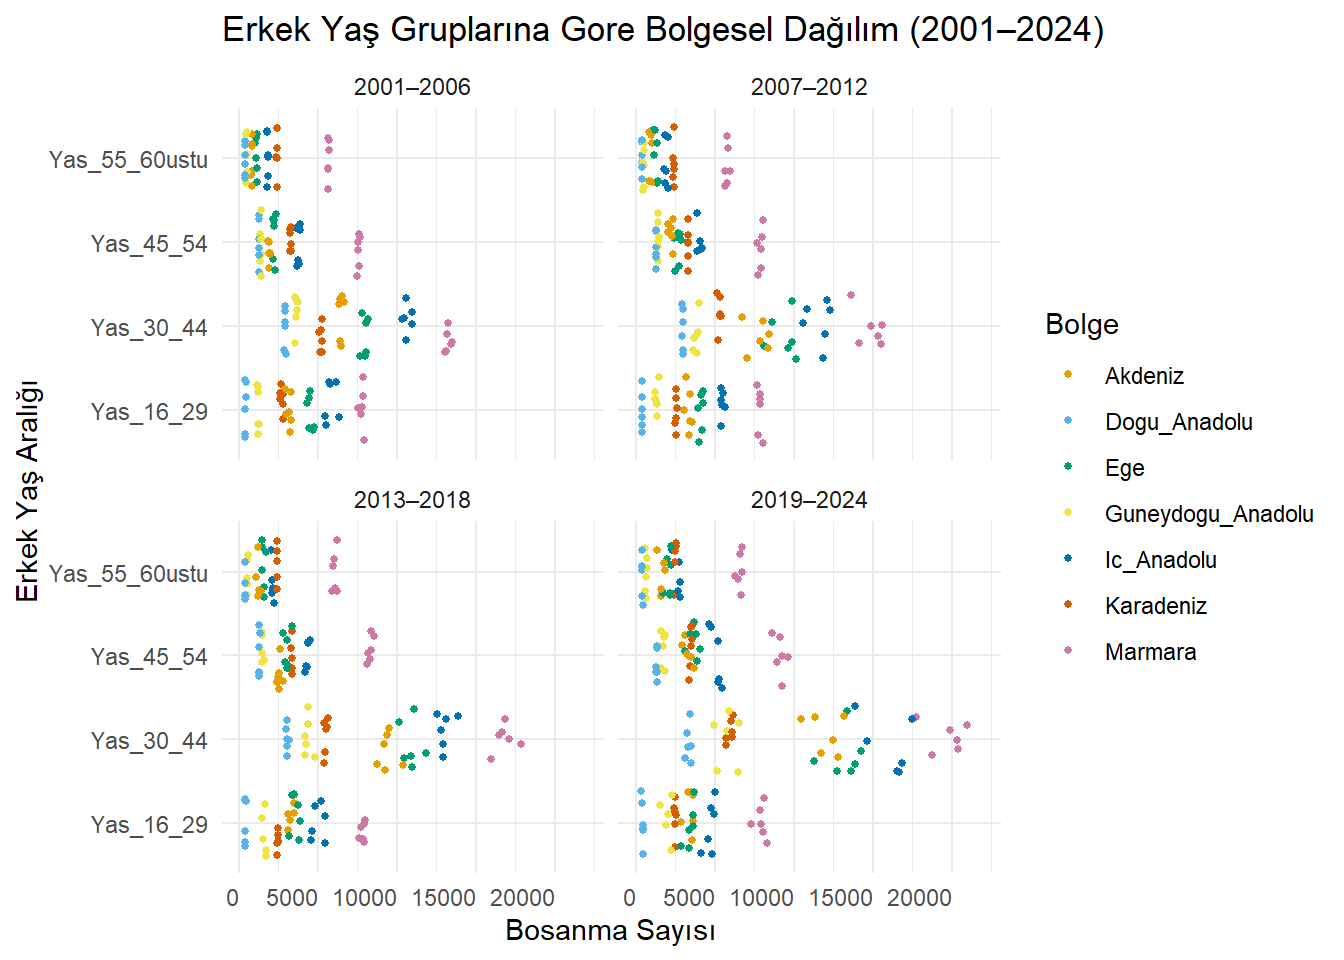 Erkek Yaş Gruplarına Gore Bolgesel Dağılım (2001–2024)
2001–2006
2007–2012
Yas_55_60ustu
Yas_45_54
Yas_30_44
Yas_16_29
2013–2018
2019–2024
Yas_55_60ustu
Yas_45_54
Yas_30_44
Yas_16_29
0 5000 10000 15000 20000
0 5000 10000 15000 20000
Bosanma Sayısı
Erkek Yaş Aralığı
Bolge
Akdeniz
Dogu_Anadolu
Ege
Guneydogu_Anadolu
Ic_Anadolu
Karadeniz
Marmara